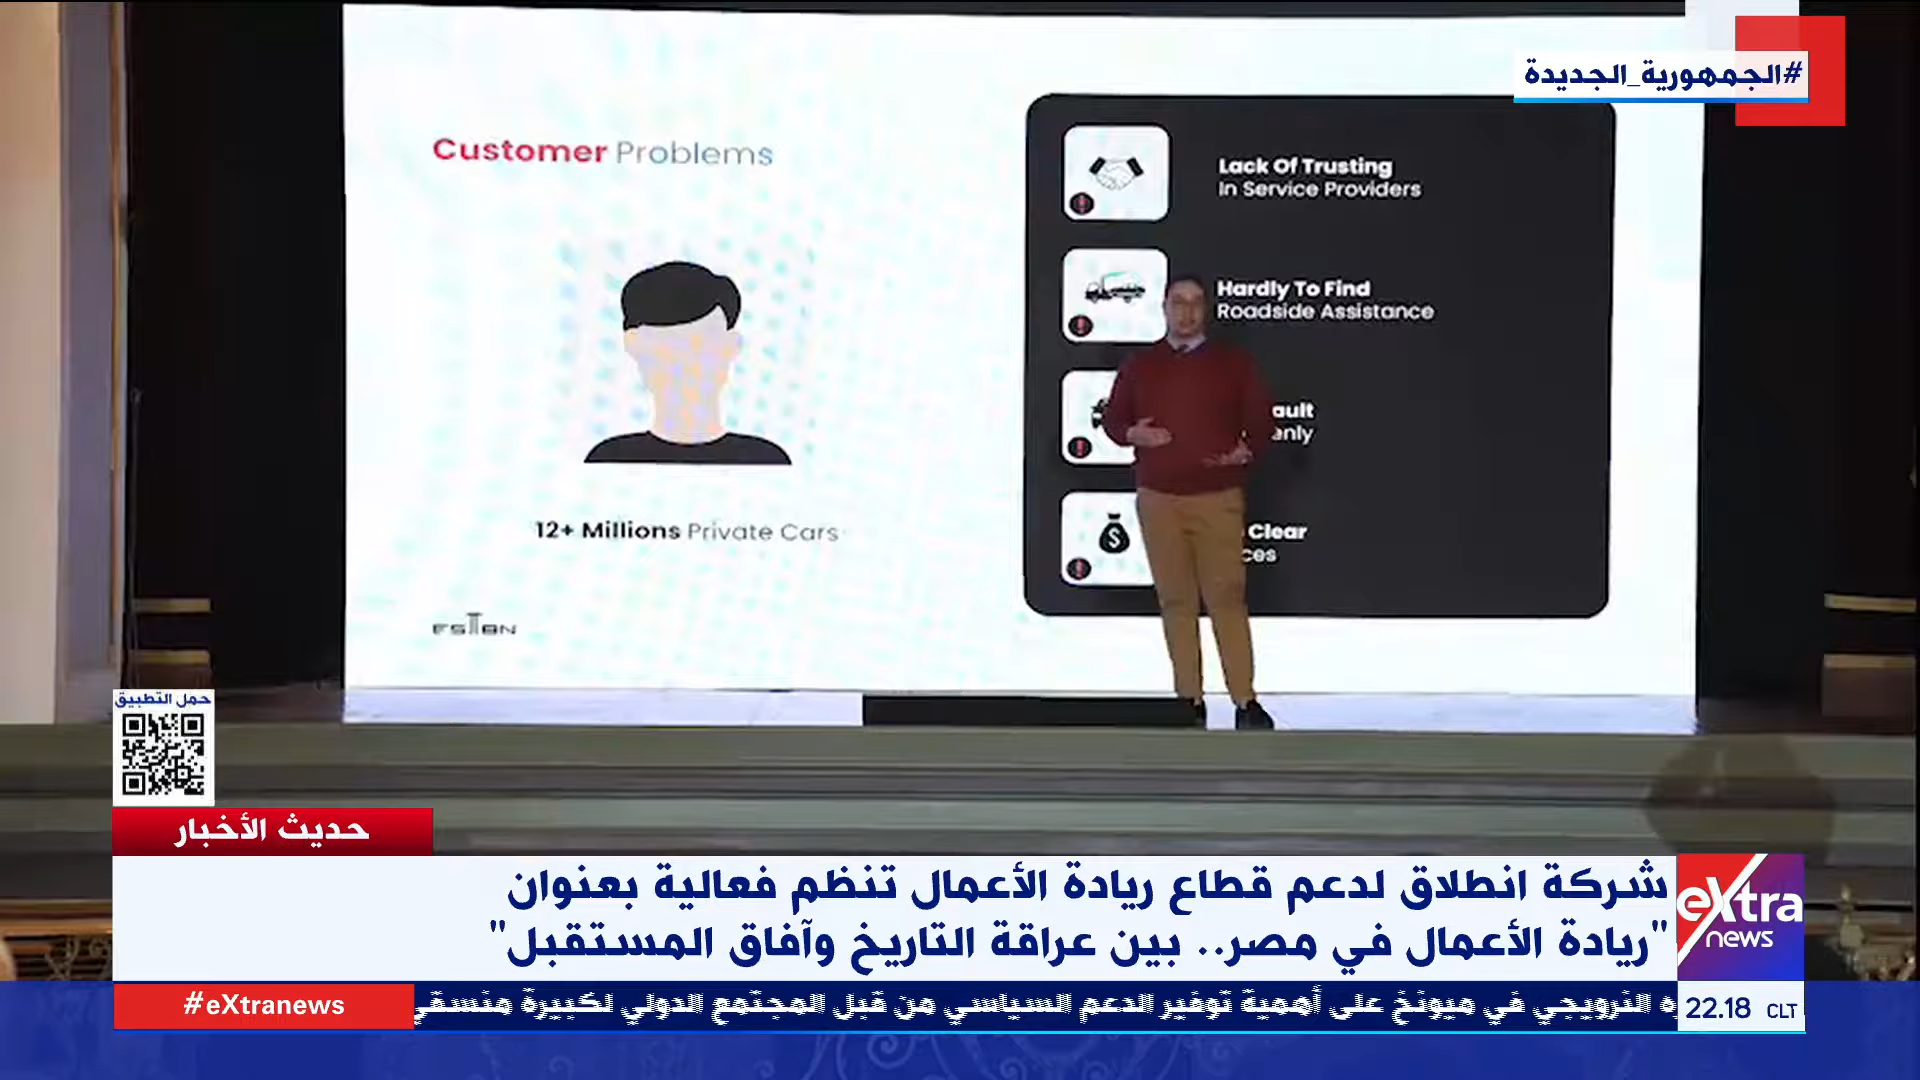 #الجمهورية_الجديدة
Customer Problems
Lack Of Trusting
In Service Providers
Hardly To Find
Roadside Assistance
ault
enly
Clear
ces
12+ Millions Private Cars
حمل التطبيق
حديث الأخبار
شركة انطلاق لدعم قطاع ريادة الأعمال تنظم فعالية بعنوان
"ريادة الأعمال في مصر.. بين عراقة التاريخ وآفاق المستقبل"
eXtra
news
#eXtranews
ه النرويجي في ميونخ على أهمية توفير الدعم السياسي من قبل المجتمع الدولي لكبيرة منسقي
22.18 CLT